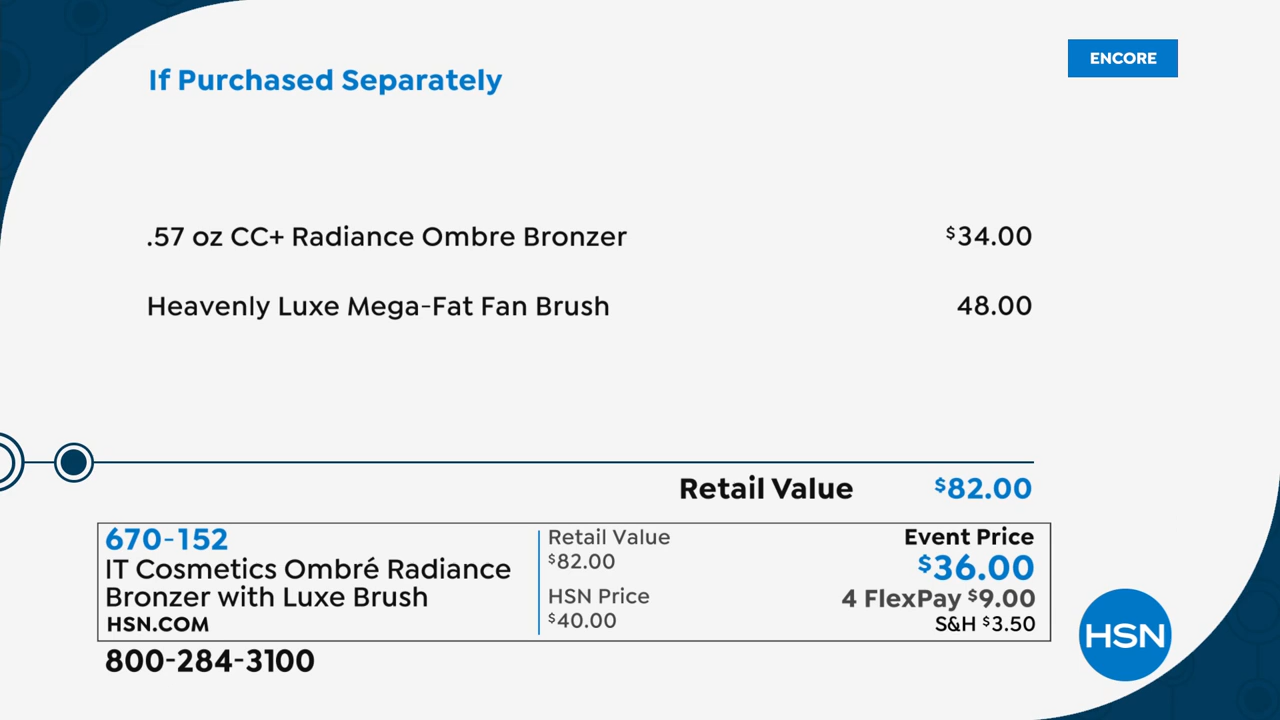 If Purchased Separately
ENCORE
.57 oz CC+ Radiance Ombre Bronzer $34.00
Heavenly Luxe Mega-Fat Fan Brush 48.00
Retail Value $82.00
670-152
IT Cosmetics Ombré Radiance
Bronzer with Luxe Brush
HSN.COM
Retail Value
$82.00
HSN Price
$40.00
Event Price
$36.00
4 FlexPay $9.00
S&H $3.50
HSN
800-284-3100